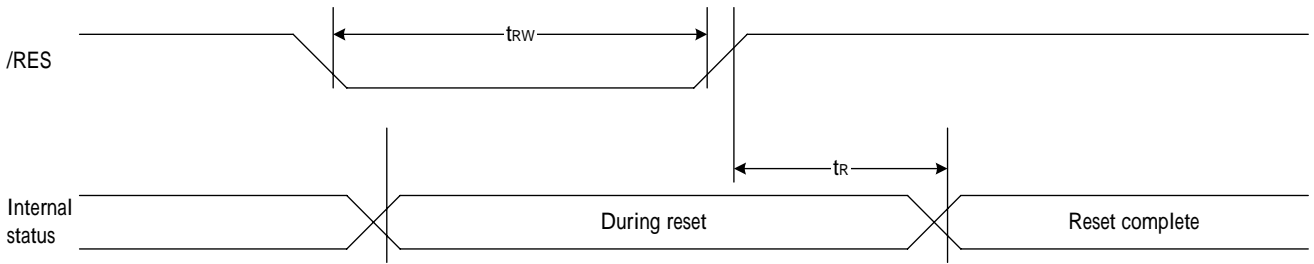 tRW
/RES
tR
Internal
status
During reset
Reset complete